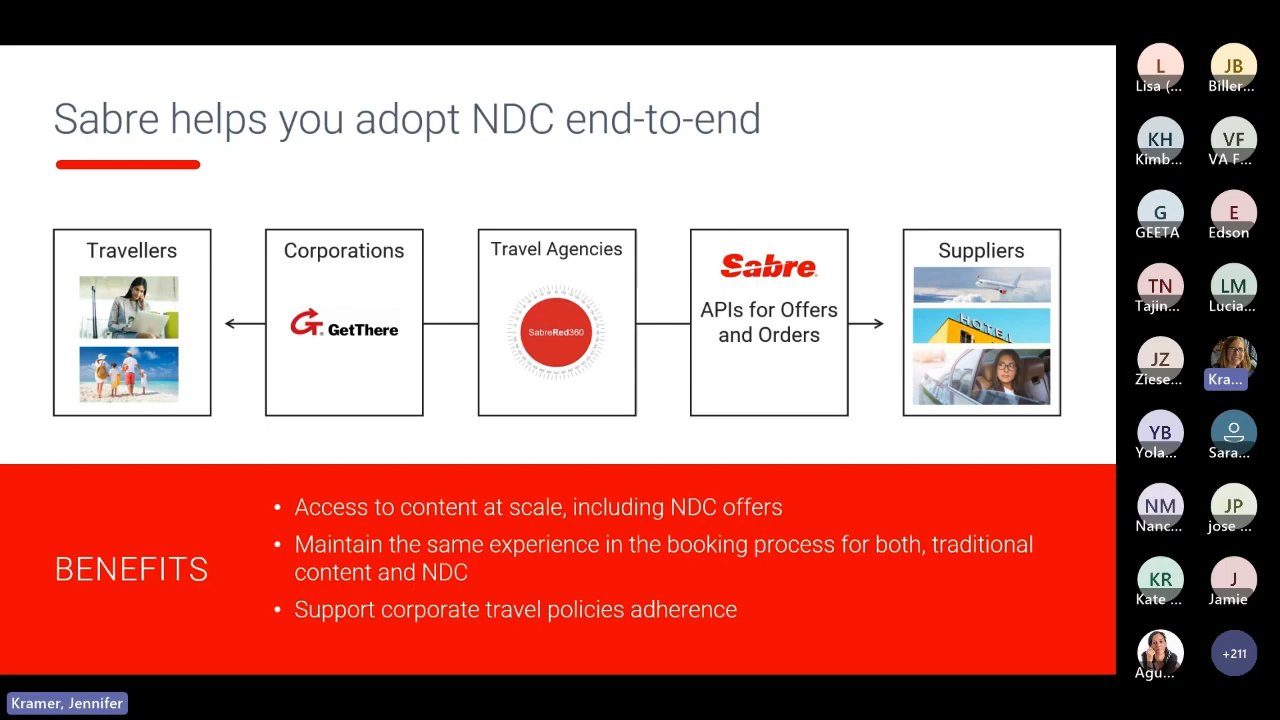 Sabre helps you adopt NDC end-to-end
Travellers
Corporations
GetThere
Travel Agencies
SabreRed360
Sabre
APIs for Offers
and Orders
Suppliers
HOTEL
BENEFITS
• Access to content at scale, including NDC offers
• Maintain the same experience in the booking process for both, traditional
content and NDC
• Support corporate travel policies adherence
L
Lisa (...
JB
Biller...
KH
Kimb...
VF
VA F...
G
GEETA
E
Edson
TN
Tajin...
LM
Lucia...
JZ
Ziese...
Kra...
YB
Yola...
Sara...
NM
Nanc...
JP
jose ...
KR
Kate ...
J
Jamie
Agu...
+211
Kramer, Jennifer